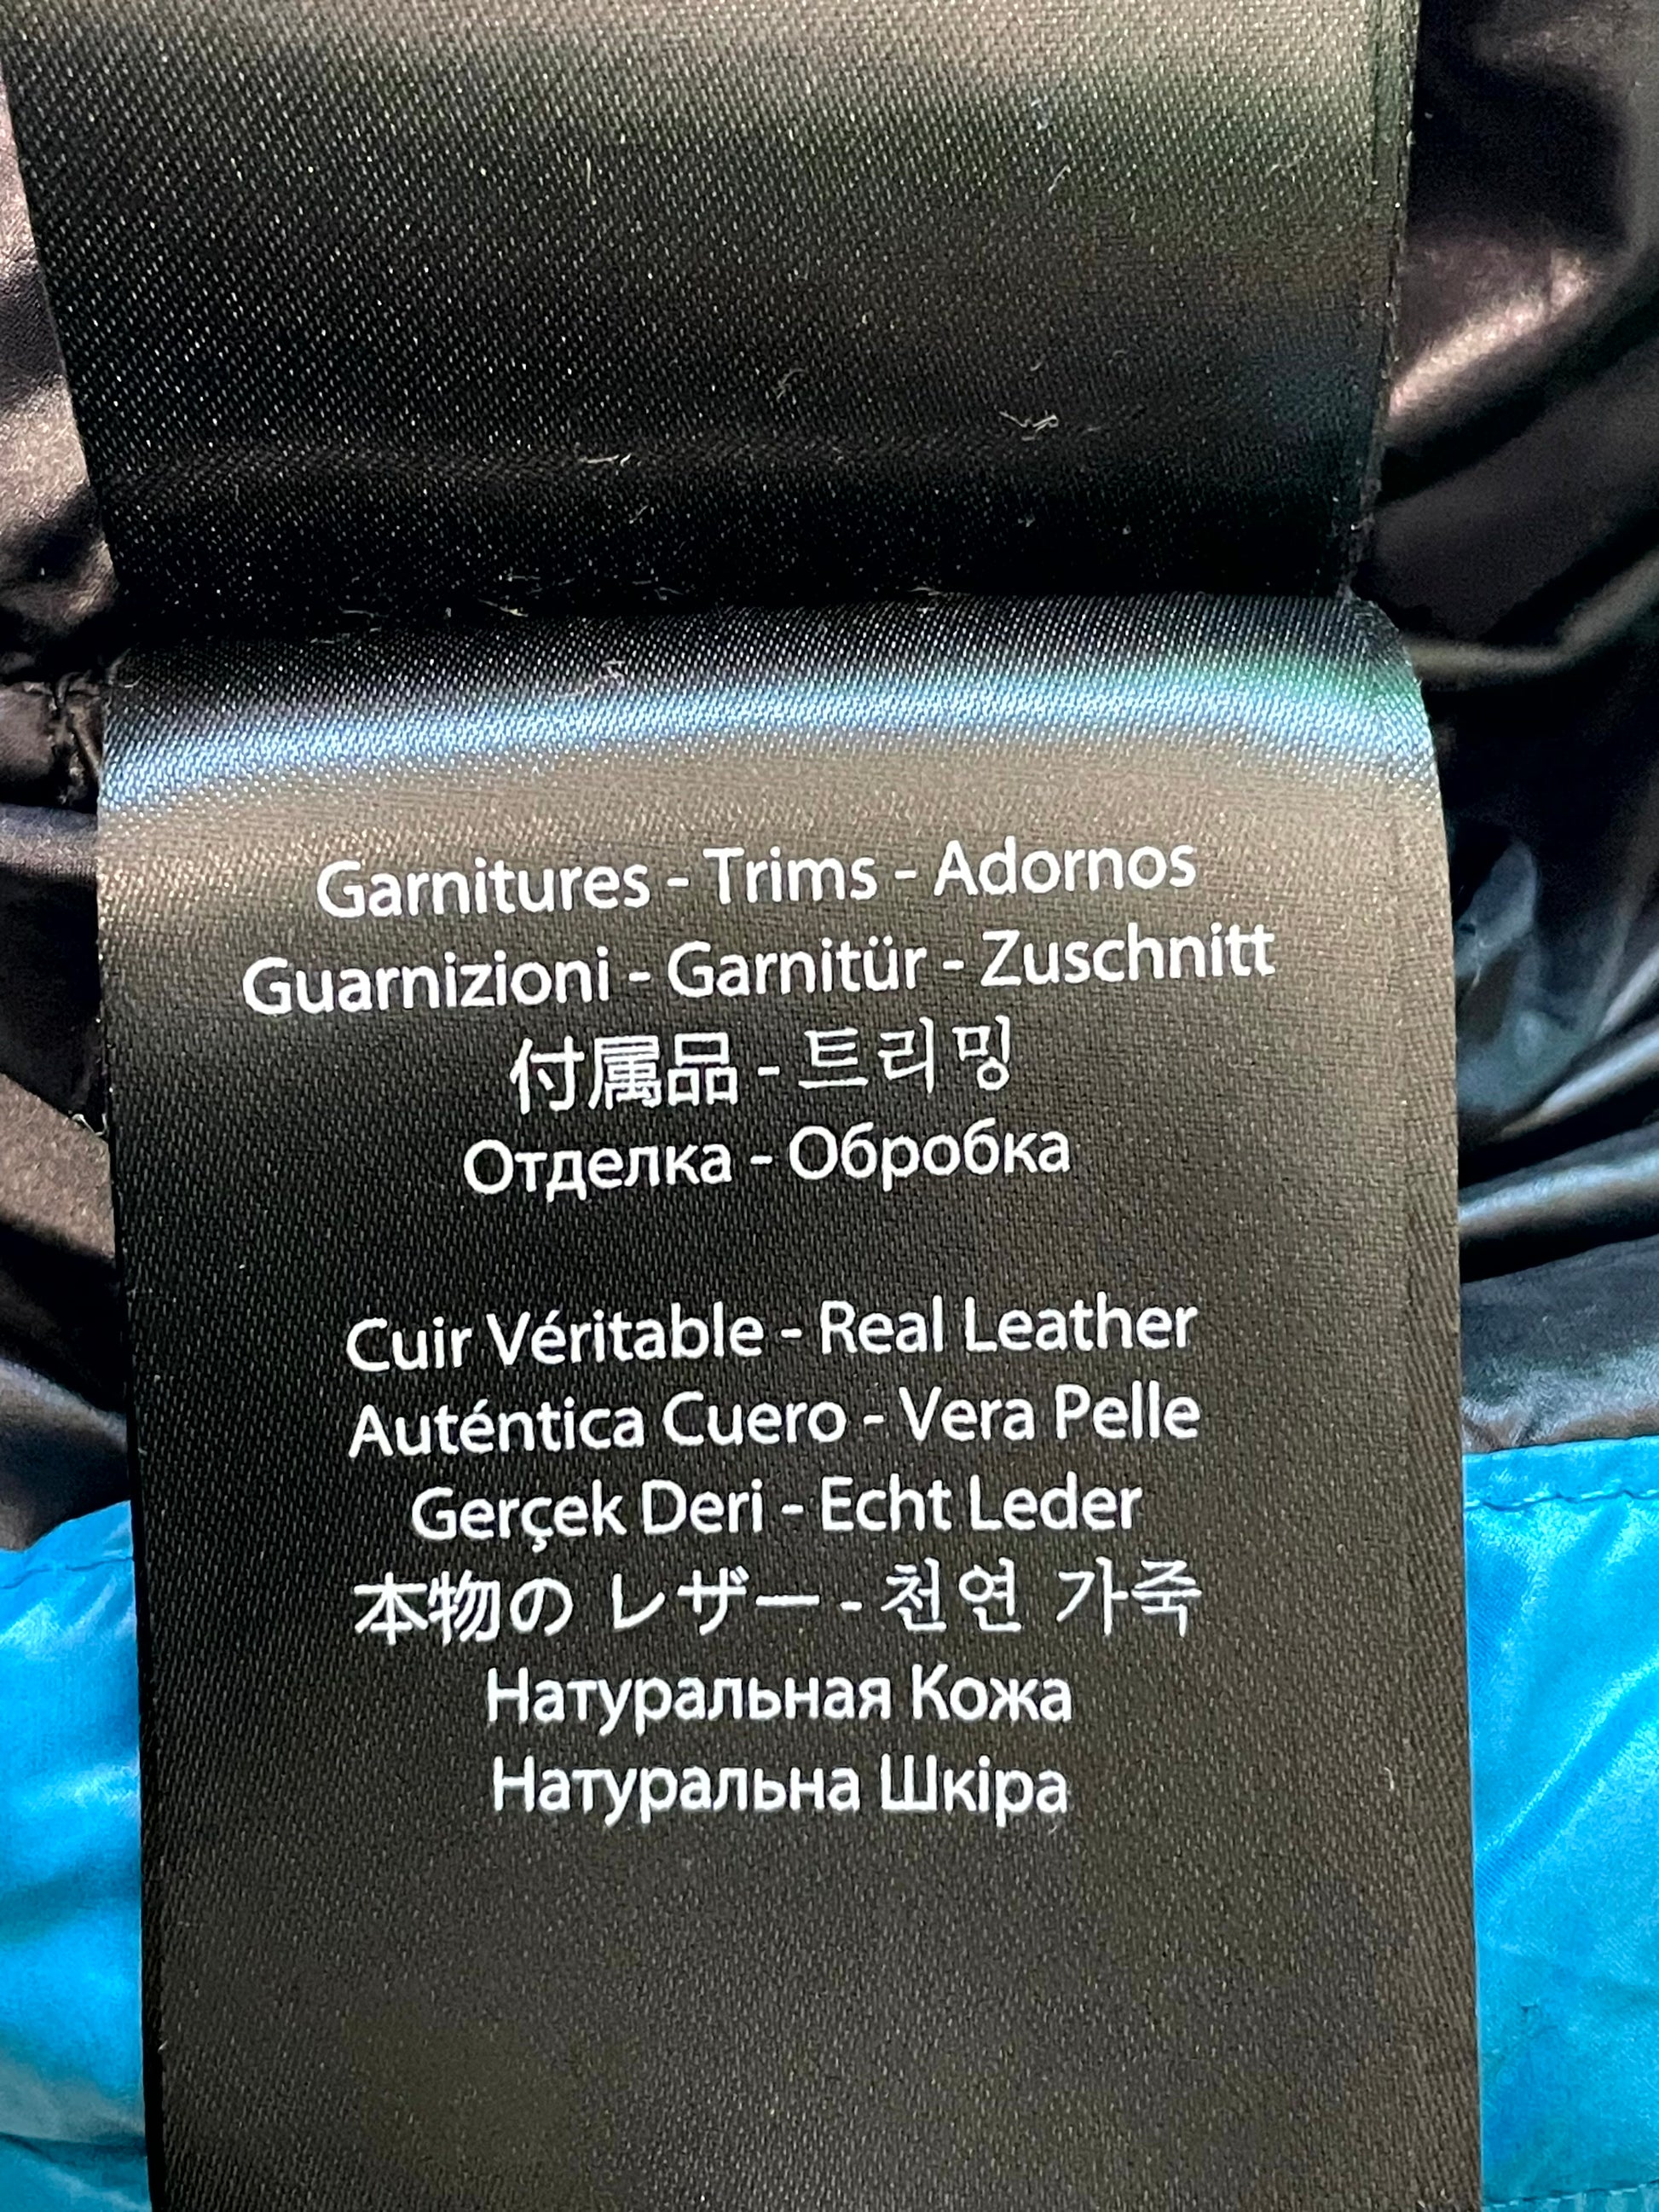 Garnitures - Trims - Adornos
Guarnizioni - Garnitür - Zuschnitt
付属品 - 트리밍
Отделка - Обробка
Cuir Véritable - Real Leather
Auténtica Cuero - Vera Pelle
Gerçek Deri - Echt Leder
本物の レザー - 천연 가죽
Натуральная Кожа
Натуральна Шкіра